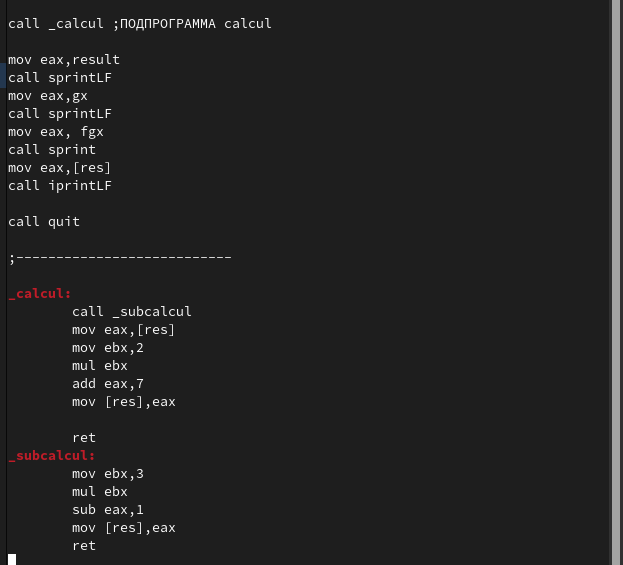 call _calcul ;ПОДПРОГРАММА calcul
mov eax,result
call sprintLF
mov eax,gx
call sprintLF
mov eax, fgx
call sprint
mov eax,[res]
call iprintLF
call quit
;---------------------------
_calcul:
call _subcalcul
mov eax,[res]
mov ebx,2
mul ebx
add eax,7
mov [res],eax
ret
_subcalcul:
mov ebx,3
mul ebx
sub eax,1
mov [res],eax
ret